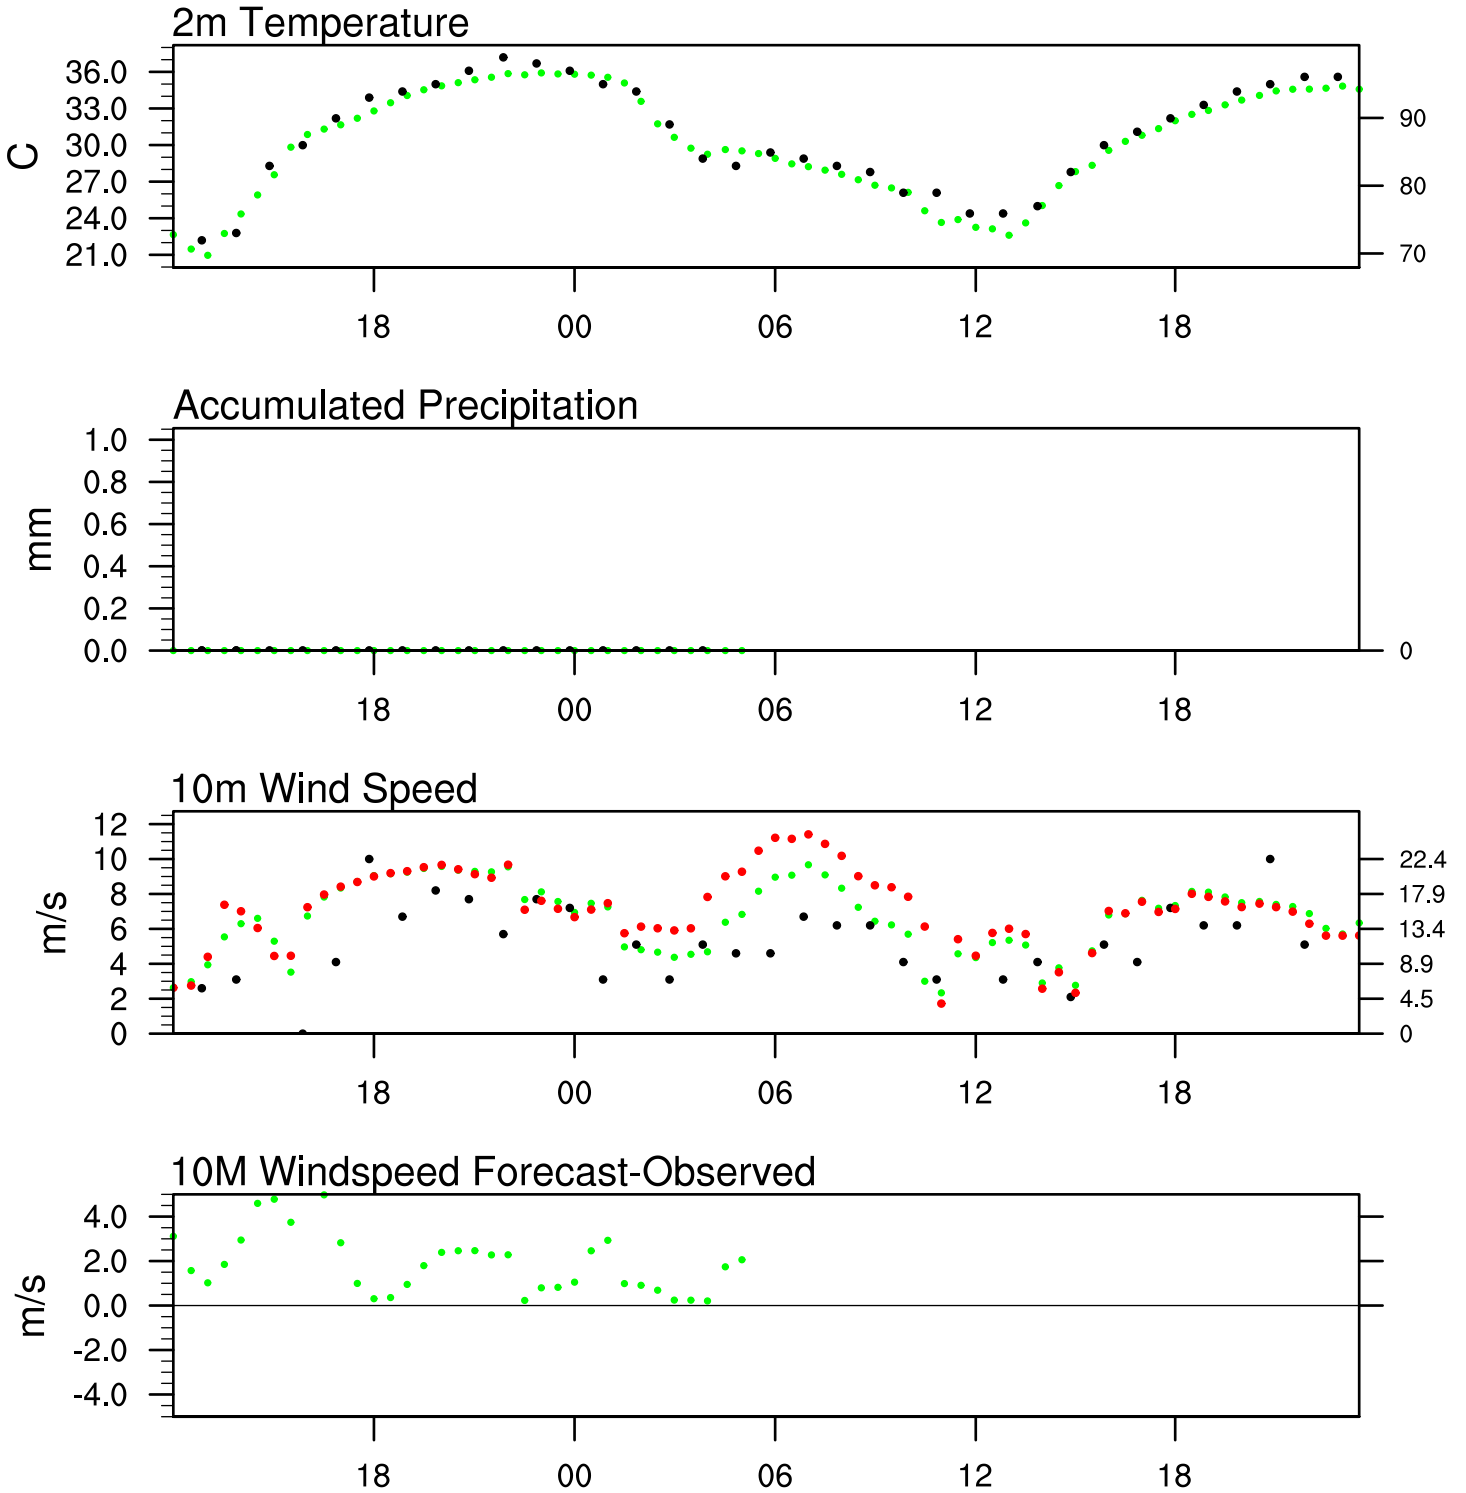 2m Temperature
36.0
33.0
30.0
27.0
24.0
21.0
C
90
80
70
18 00 06 12 18
Accumulated Precipitation
1.0
0.8
0.6
0.4
0.2
0.0
mm
0
18 00 06 12 18
10m Wind Speed
12
10
8
6
4
2
0
m/s
22.4
17.9
13.4
8.9
4.5
0
18 00 06 12 18
10M Windspeed Forecast-Observed
4.0
2.0
0.0
-2.0
-4.0
m/s
18 00 06 12 18